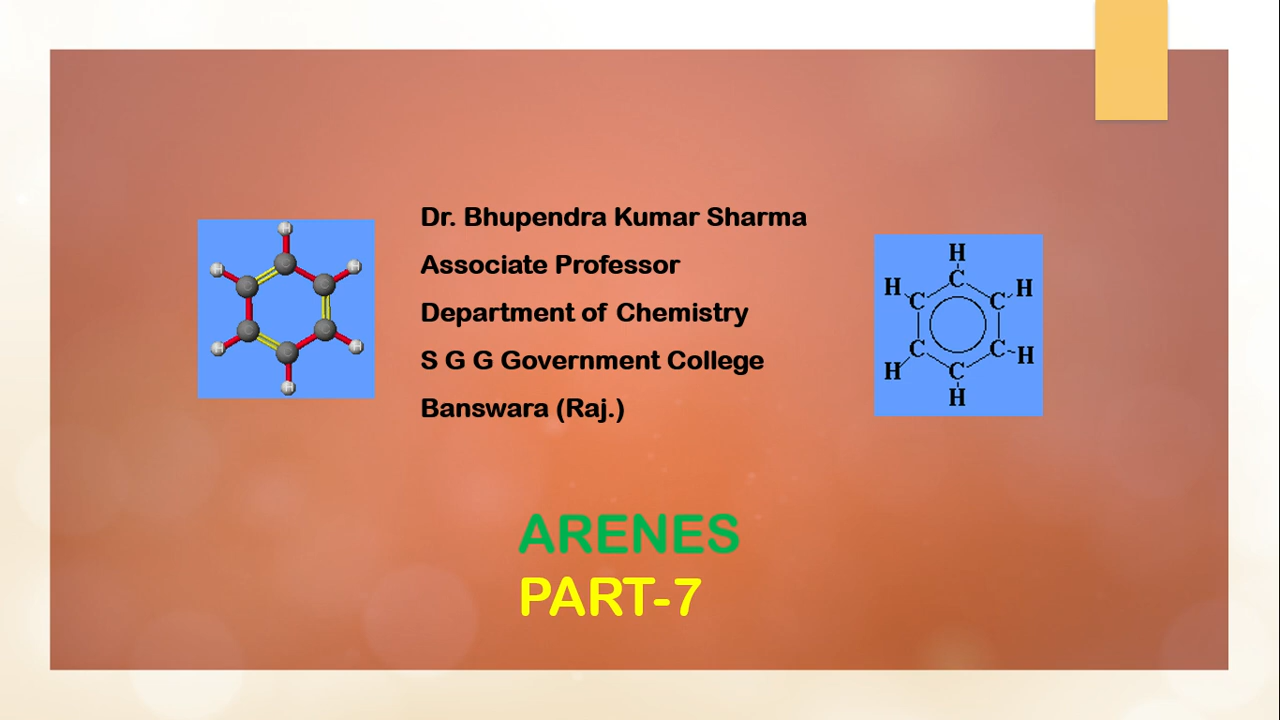 Dr. Bhupendra Kumar Sharma
Associate Professor
Department of Chemistry
S G G Government College
Banswara (Raj.)
H
H
H
H
H
H
H
H C C H
C
C C H
H C
H
ARENES
PART-7